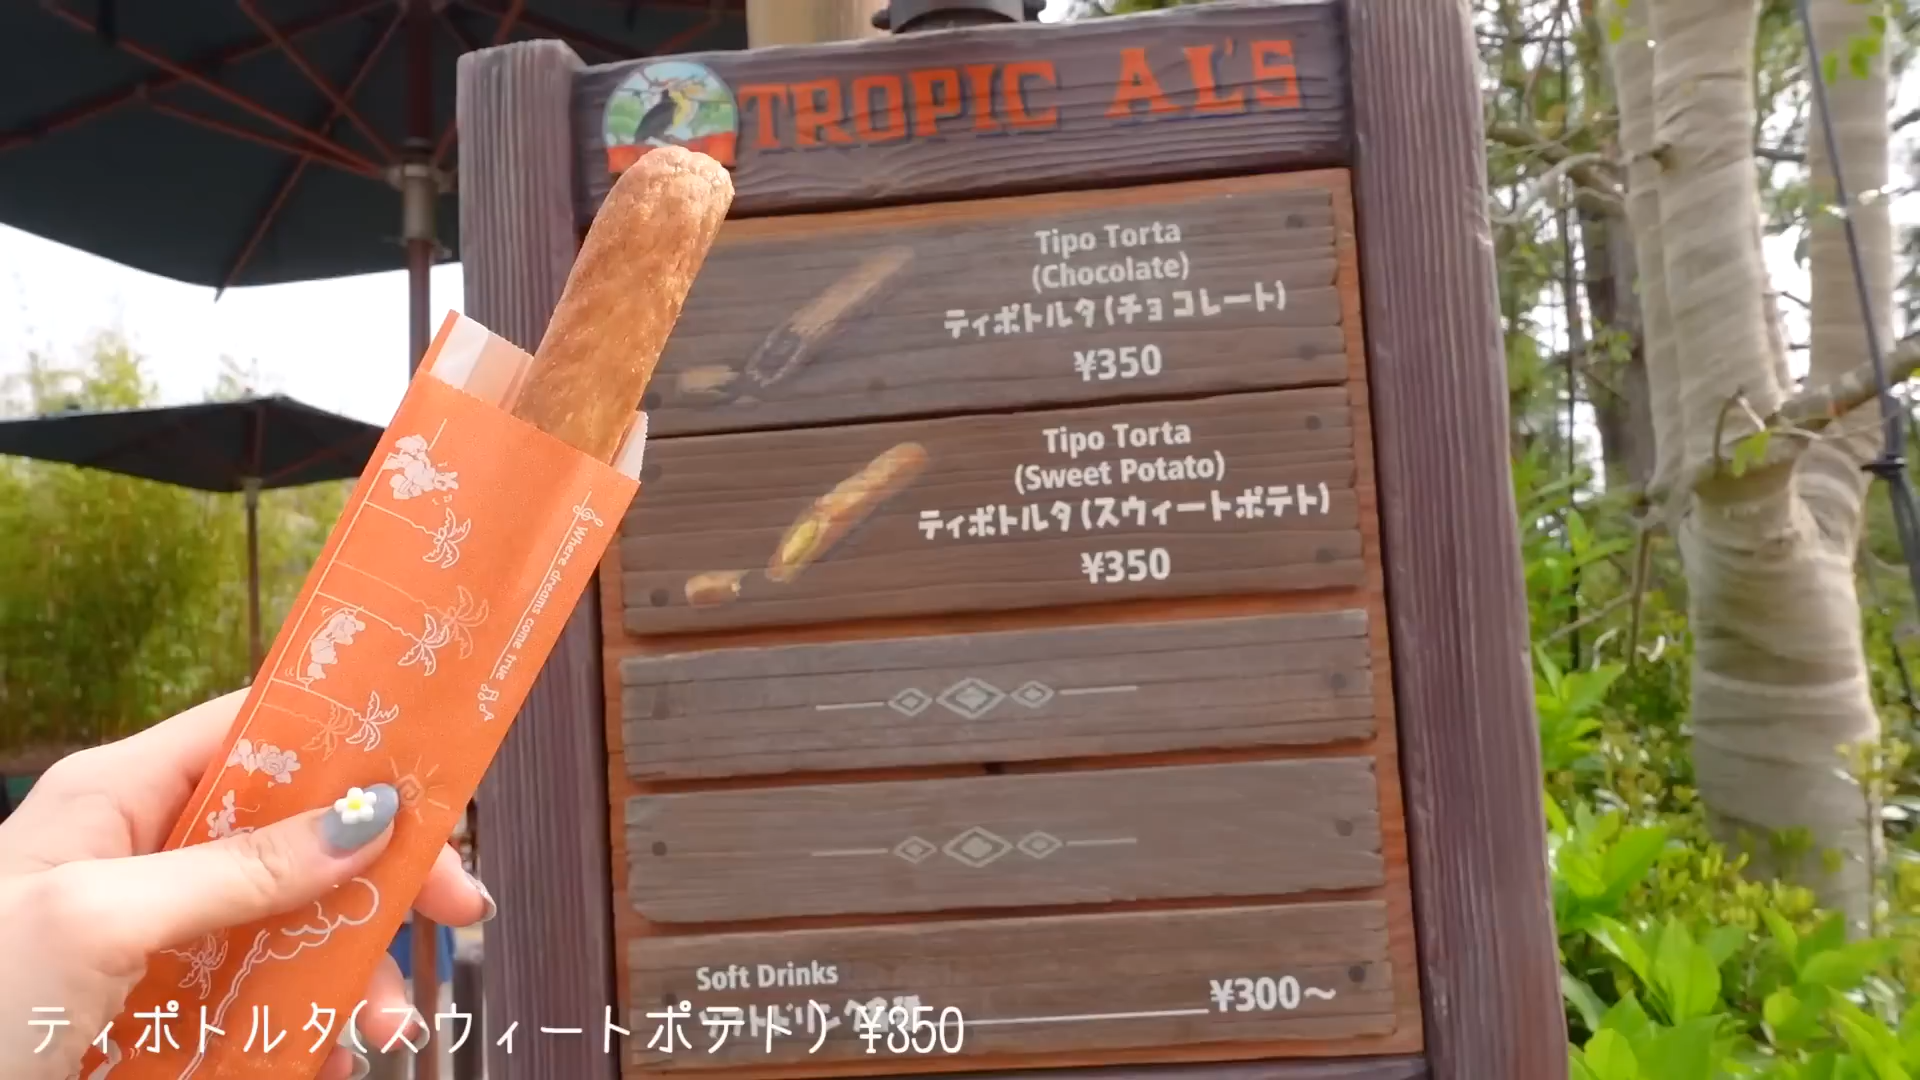 TROPIC AL'S
Tipo Torta
(Chocolate)
ティポトルタ(チョコレート)
¥350
Tipo Torta
(Sweet Potato)
ティポトルタ(スウィートポテト)
¥350
Where dreams come true
Soft Drinks
¥300~
ティポトルタ(スウィートポテト) ¥350